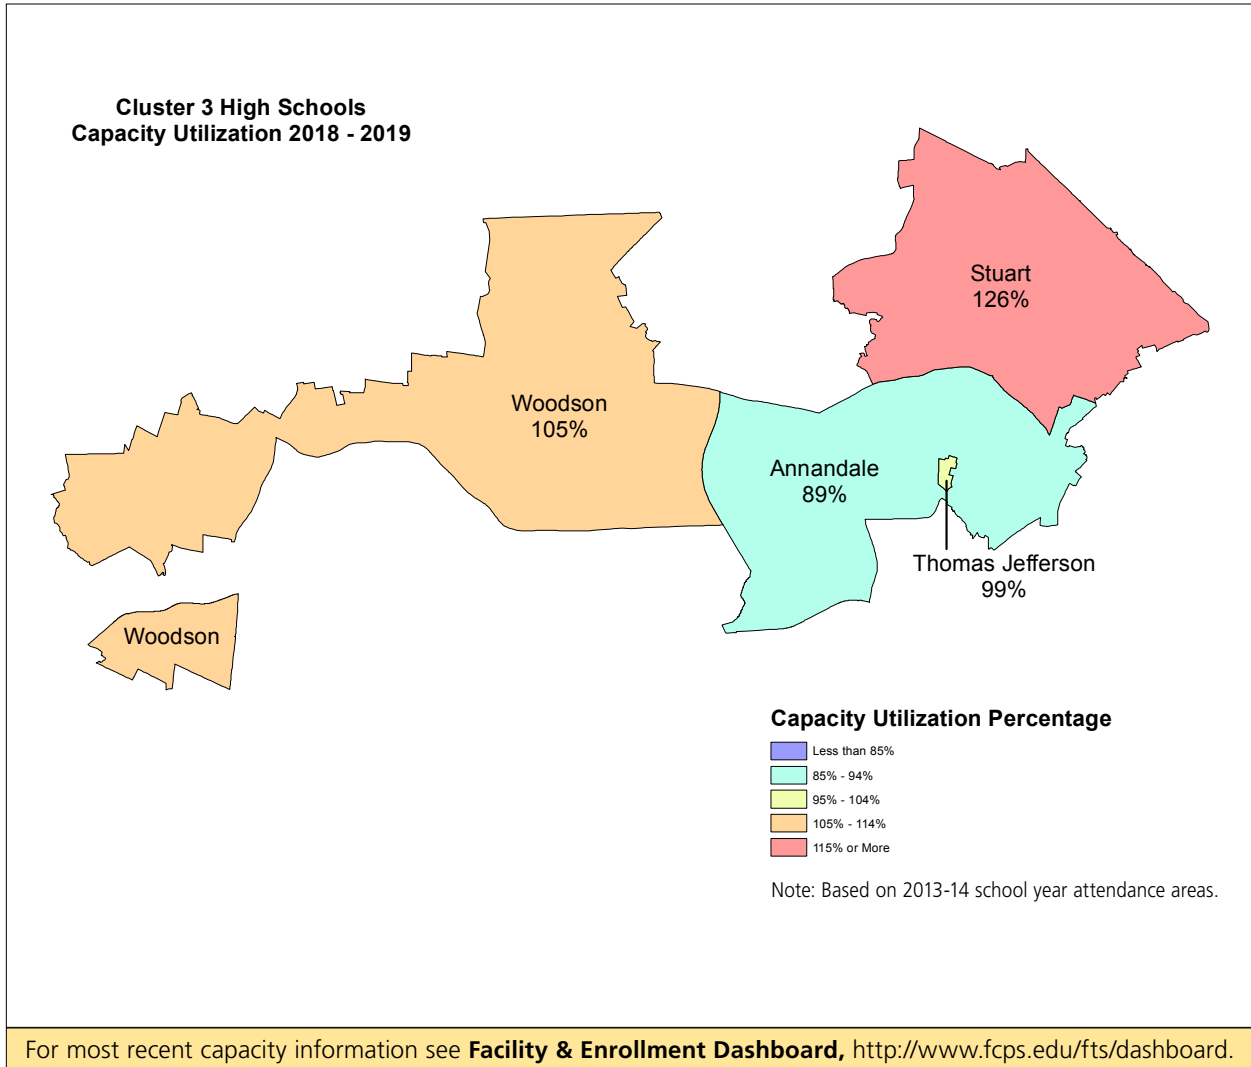 Cluster 3 High Schools
Capacity Utilization 2018 - 2019
Stuart
126%
Woodson
105%
Annandale
89%
Thomas Jefferson
99%
Woodson
Capacity Utilization Percentage
Less than 85%
85% - 94%
95% - 104%
105% - 114%
115% or More
Note: Based on 2013-14 school year attendance areas.
For most recent capacity information see Facility & Enrollment Dashboard, http://www.fcps.edu/fts/dashboard.